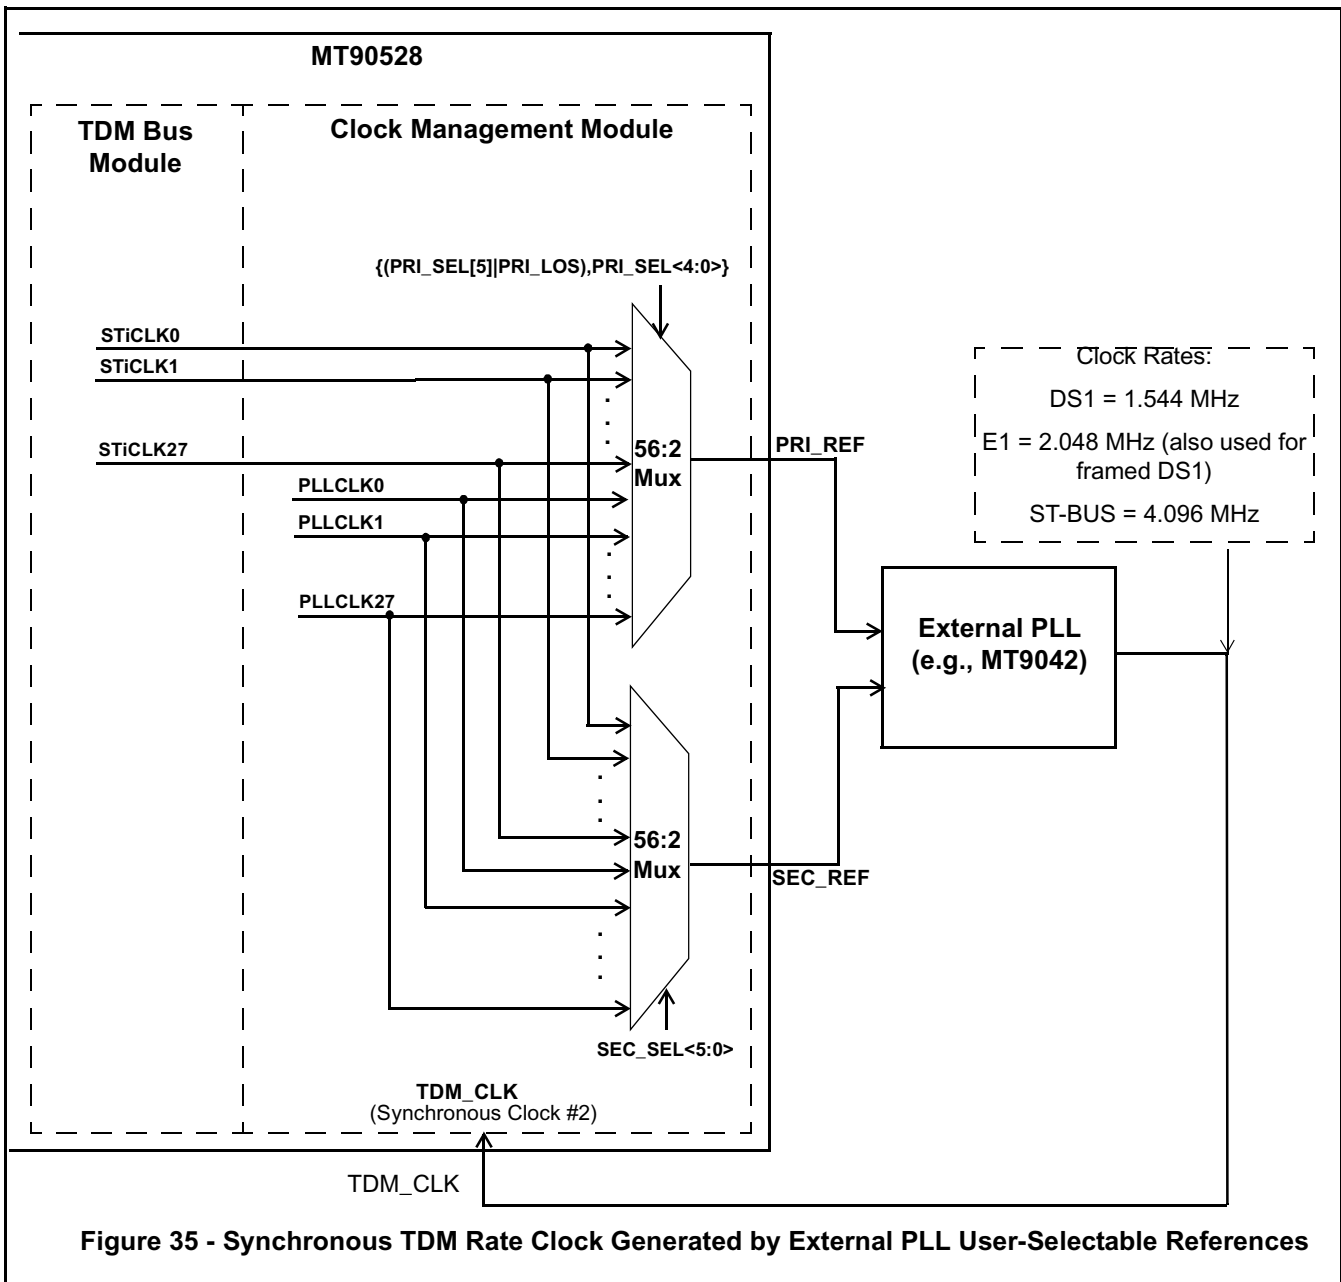 MT90528
TDM Bus
Module
Clock Management Module
{(PRI_SEL[5]|PRI_LOS),PRI_SEL<4:0>}
STiCLK0
STiCLK1
STiCLK27
PLLCLK0
PLLCLK1
PLLCLK27
56:2
Mux
PRI_REF
Clock Rates:
DS1 = 1.544 MHz
E1 = 2.048 MHz (also used for
framed DS1)
ST-BUS = 4.096 MHz
External PLL
(e.g., MT9042)
56:2
Mux
SEC_REF
SEC_SEL<5:0>
TDM_CLK
(Synchronous Clock #2)
TDM_CLK
Figure 35 - Synchronous TDM Rate Clock Generated by External PLL User-Selectable References